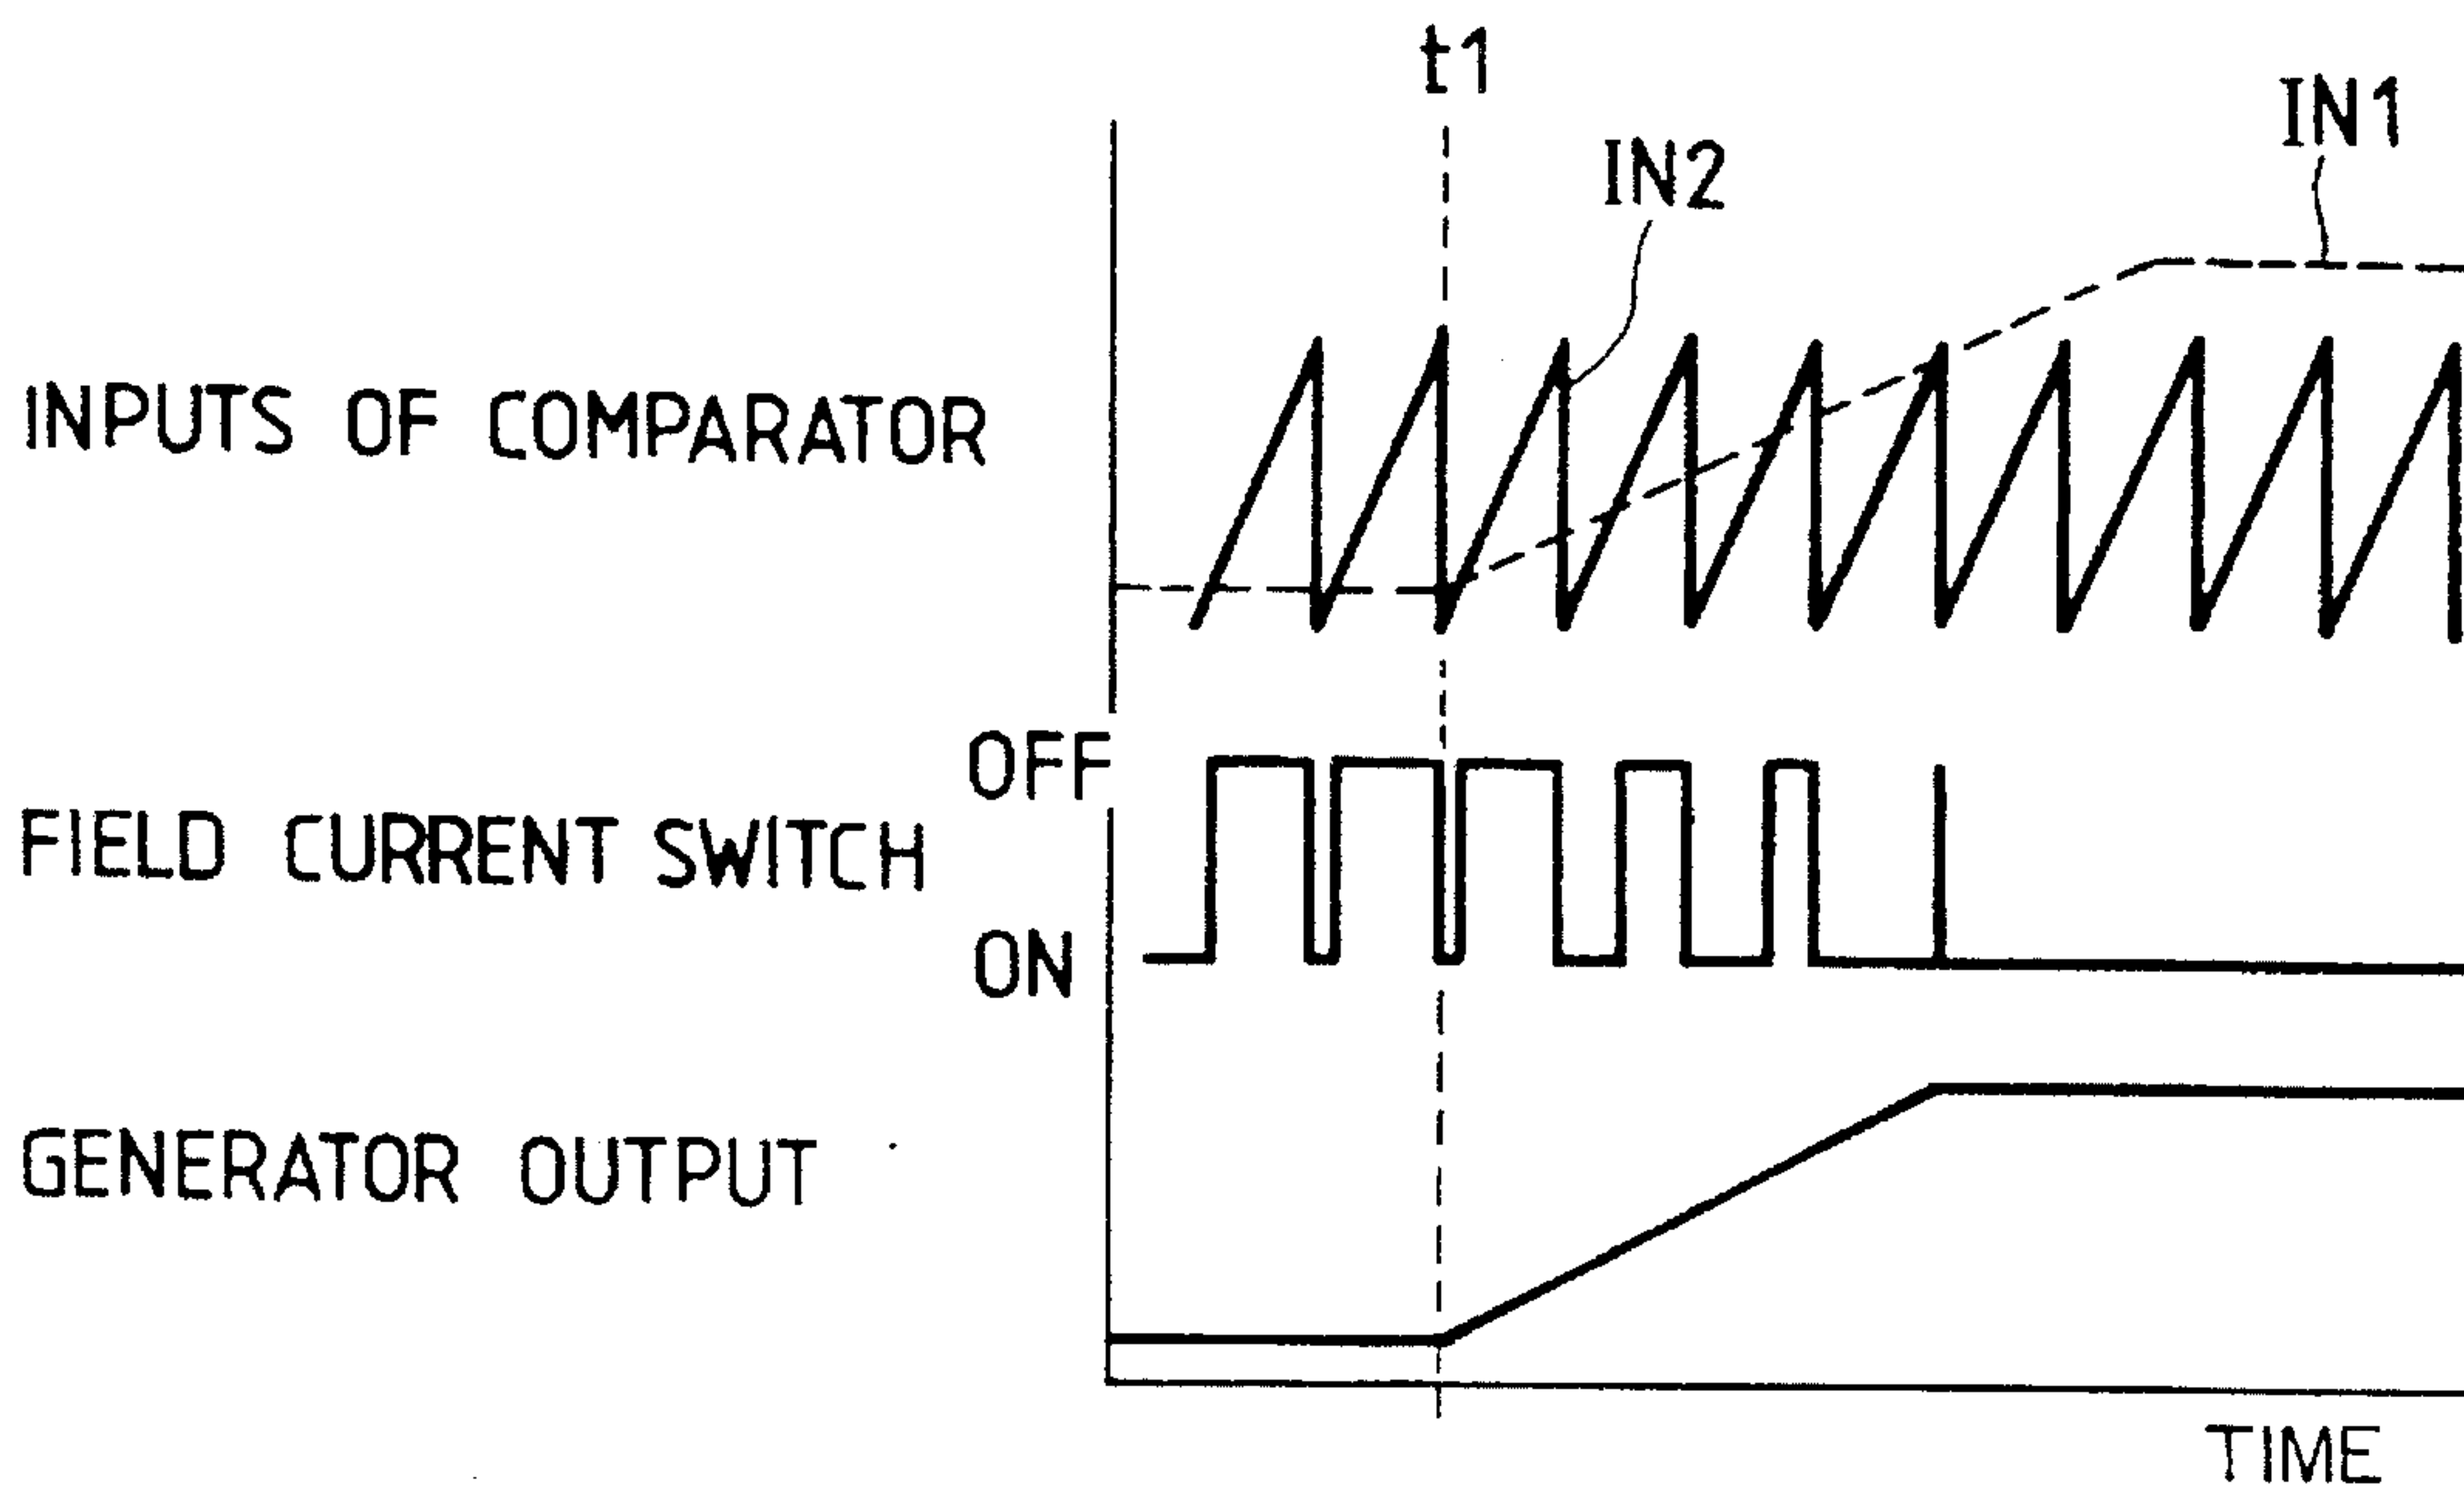 t1
IN1
IN2
INPUTS OF COMPARATOR
OFF
FIELD CURRENT SWITCH
ON
GENERATOR OUTPUT
TIME